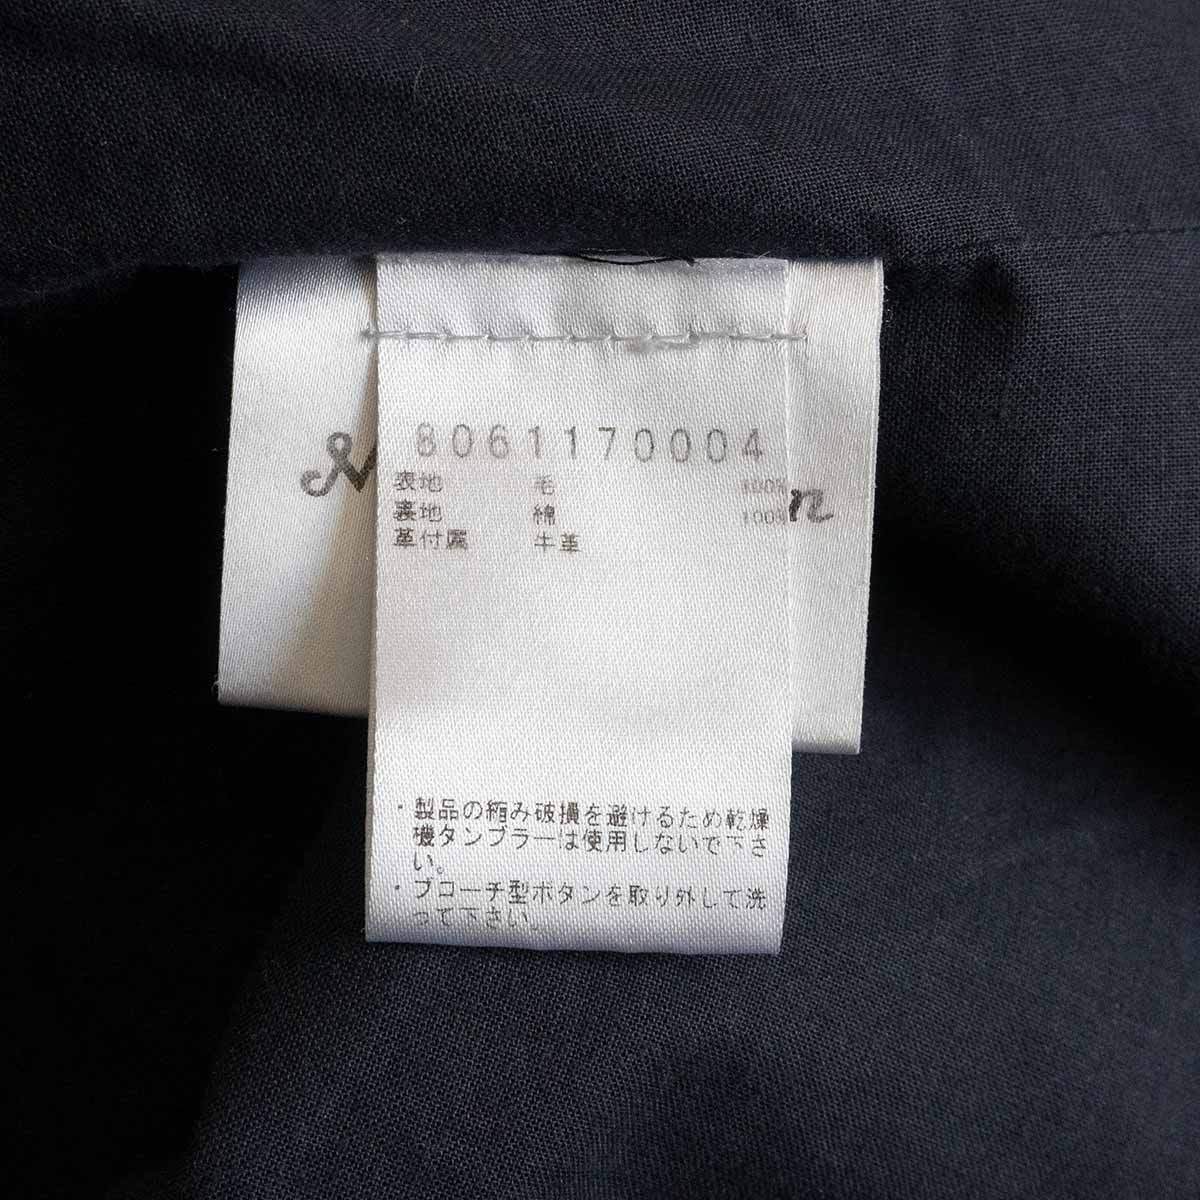 8061170004
表地 毛 100%
裏地 綿 100%
革付属 牛革
・製品の縮み破損を避けるため乾燥
機タンブラーは使用しないで下さ
い。
・ブローチ型ボタンを取り外して洗
って下さい。